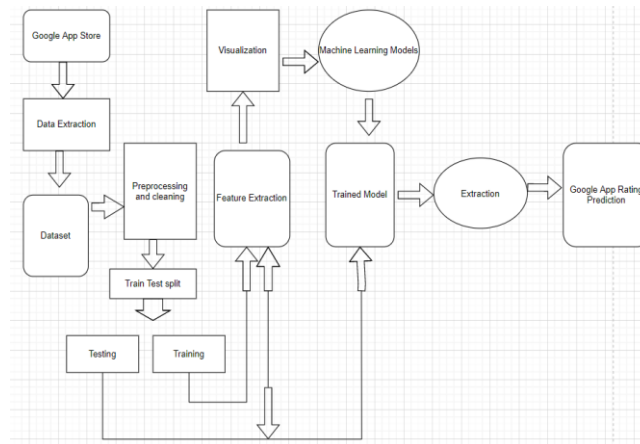 Google App Store
Data Extraction
Dataset
Preprocessing
and cleaning
Train Test split
Testing
Training
Feature Extraction
Visualization
Machine Learning Models
Trained Model
Extraction
Google App Rating
Prediction